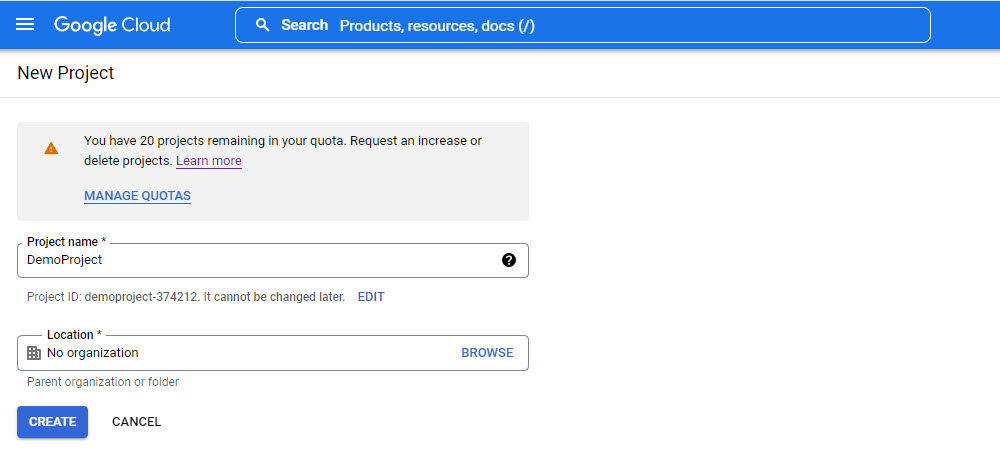 Google Cloud
Search Products, resources, docs (/)
New Project
You have 20 projects remaining in your quota. Request an increase or
delete projects. Learn more
MANAGE QUOTAS
Project name *
DemoProject
Project ID: demoproject-374212. It cannot be changed later. EDIT
Location *
No organization BROWSE
Parent organization or folder
CREATE CANCEL